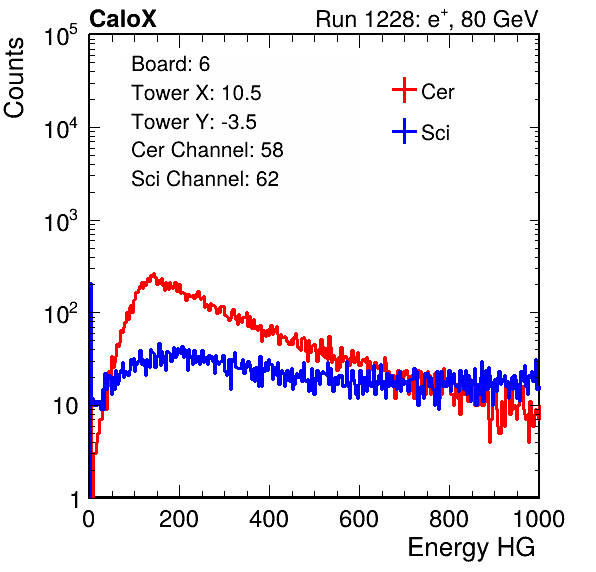 CaloX Run 1228: e⁺, 80 GeV
Counts
Board: 6
Tower X: 10.5
Tower Y: -3.5
Cer Channel: 58
Sci Channel: 62
Cer
Sci
10⁵
10⁴
10³
10²
10
1
0 200 400 600 800 1000
Energy HG